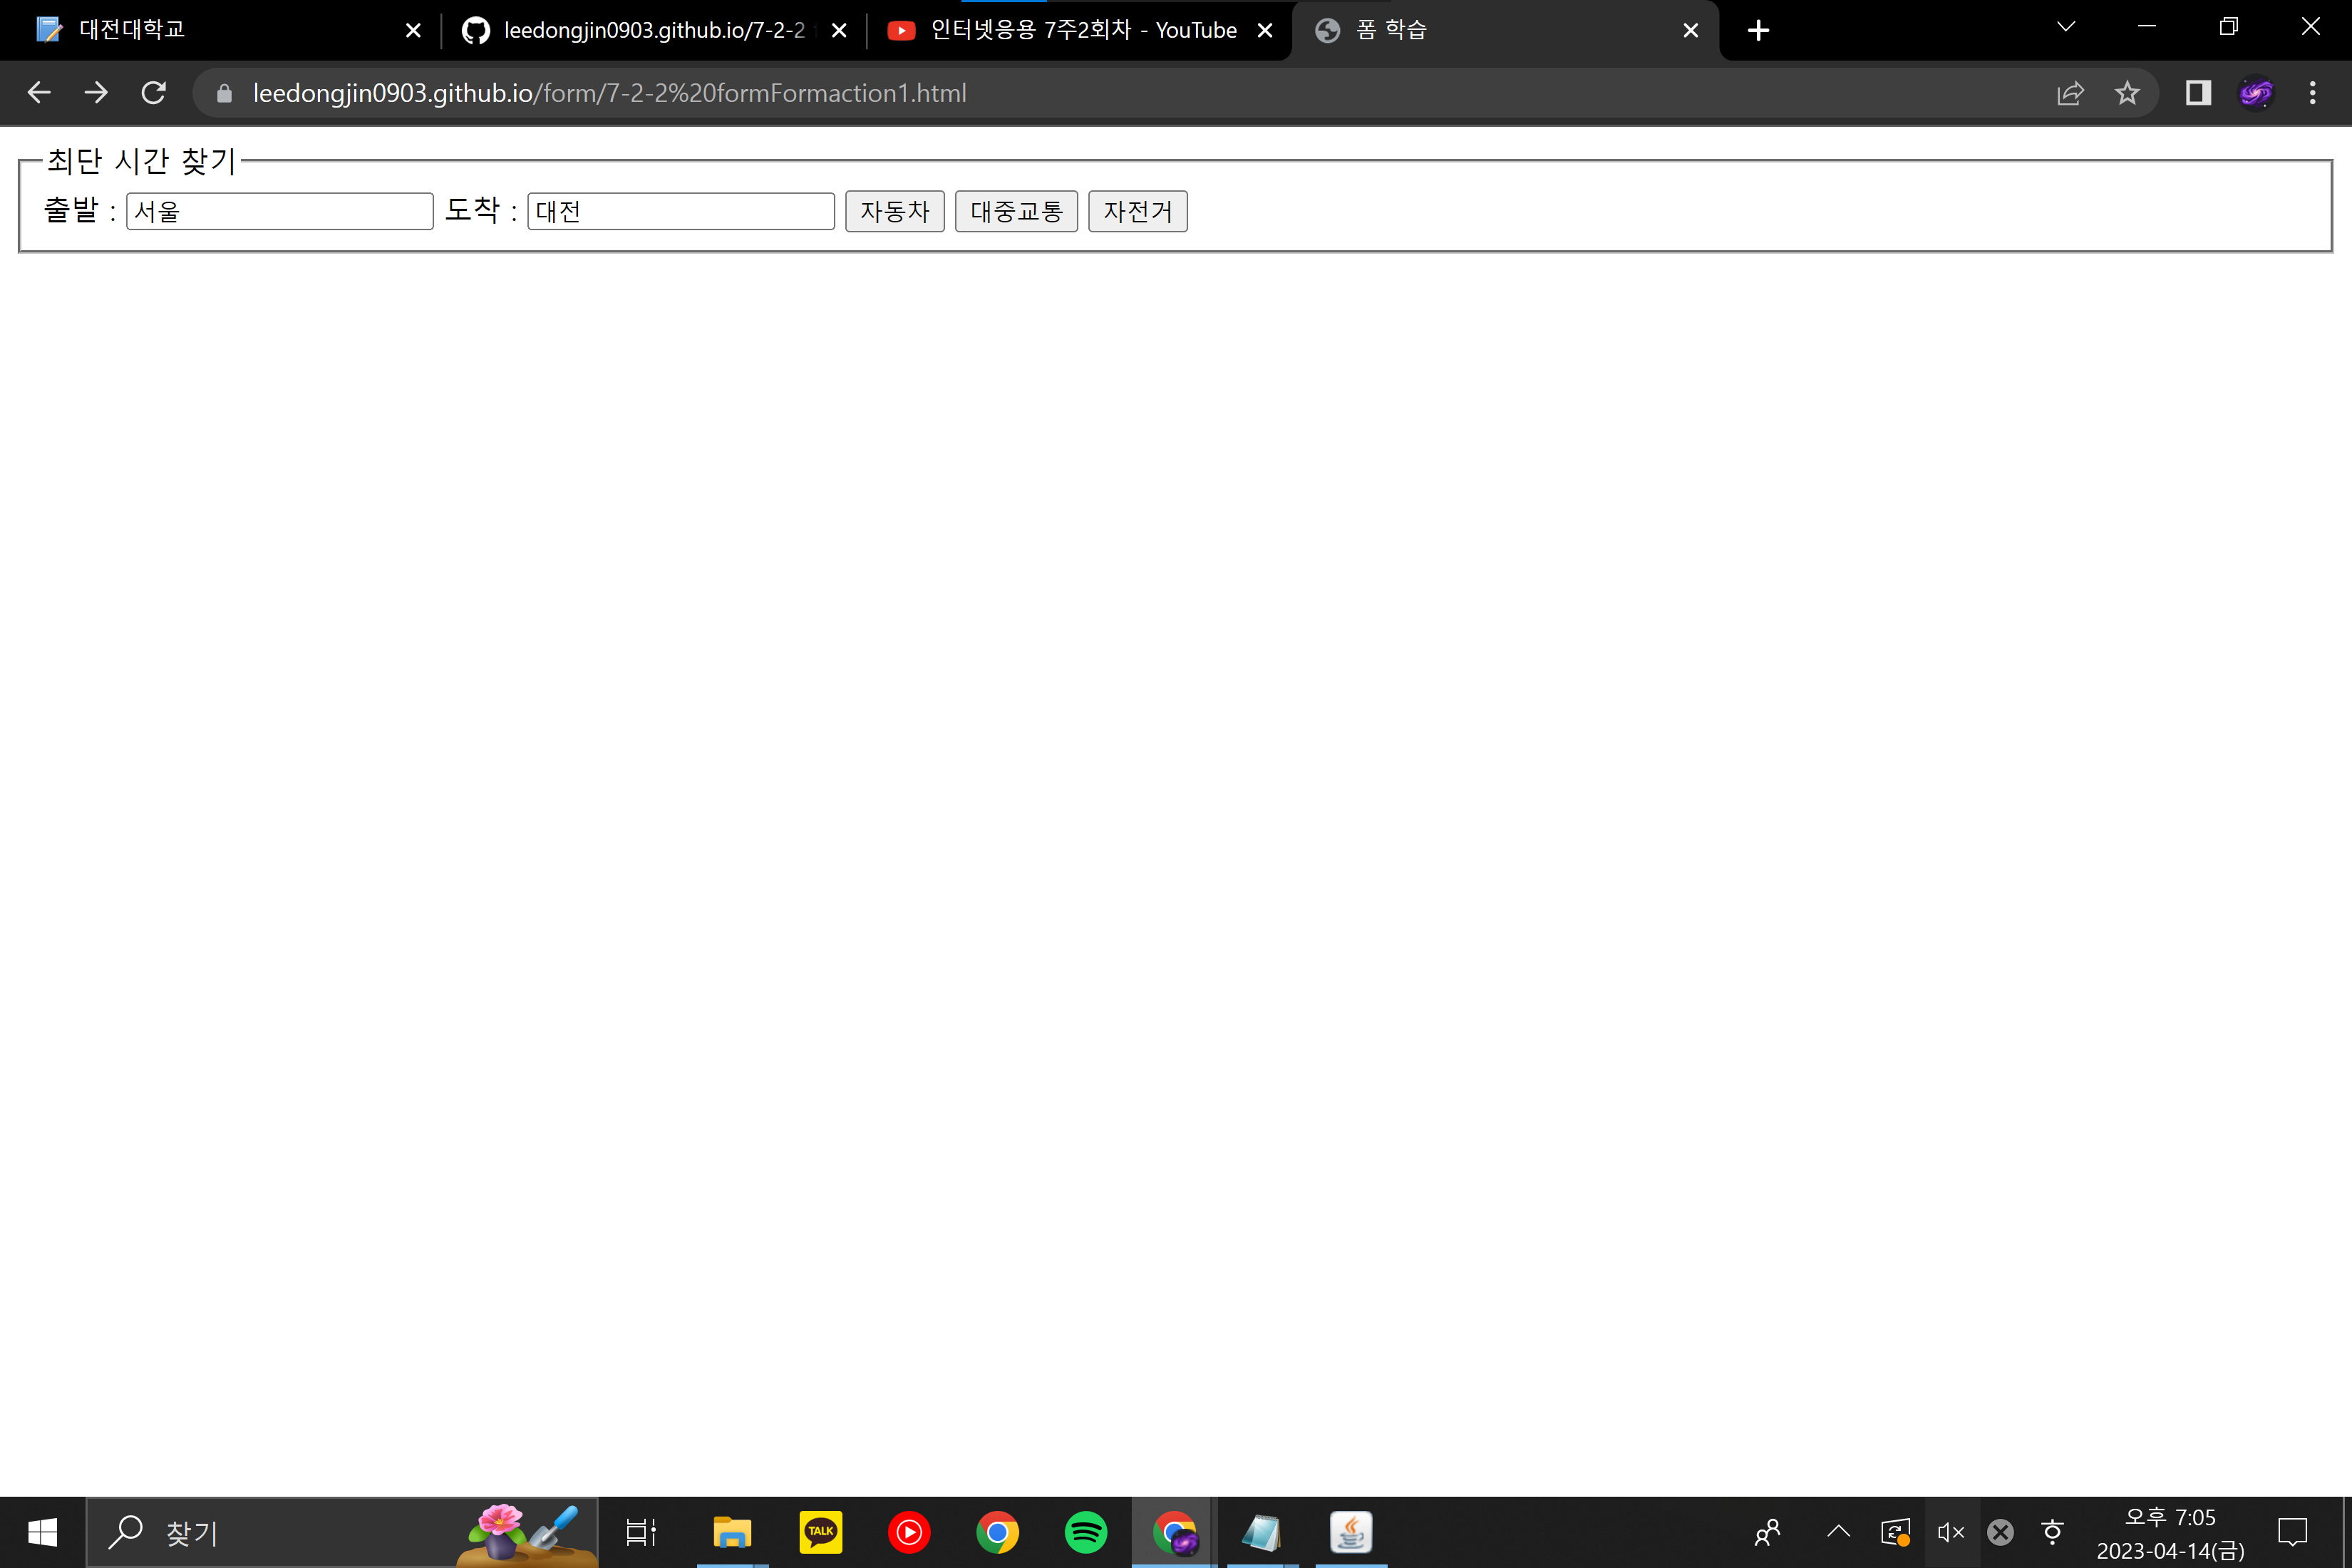 대전대학교
leedongjin0903.github.io/7-2-2
인터넷응용 7주2회차 - YouTube
폼 학습
leedongjin0903.github.io/form/7-2-2%20formFormaction1.html
최단 시간 찾기
출발 : 서울 도착 : 대전 자동차 대중교통 자전거
찾기
TALK
오후 7:05
2023-04-14(금)